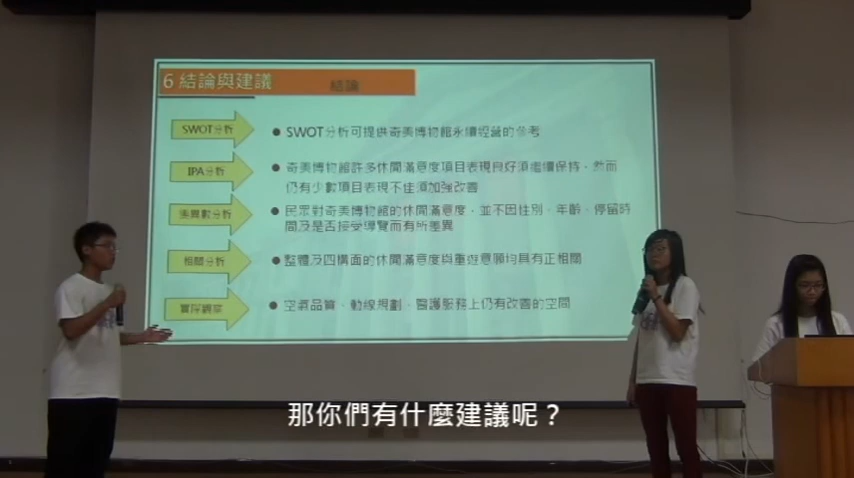 6 結論與建議
結論
SWOT分析
● SWOT分析可提供奇美博物館永續經營的參考
IPA分析
● 奇美博物館許多休閒滿意度項目表現良好須繼續保持，然而
仍有少數項目表現不佳須加強改善
差異數分析
● 民眾對奇美博物館的休閒滿意度，並不因性別、年齡、停留時
間及是否接受導覽而有所差異
相關分析
● 整體及四構面的休閒滿意度與重遊意願均具有正相關
實際觀察
● 空氣品質、動線規劃、醫護服務上仍有改善的空間
那你們有什麼建議呢？